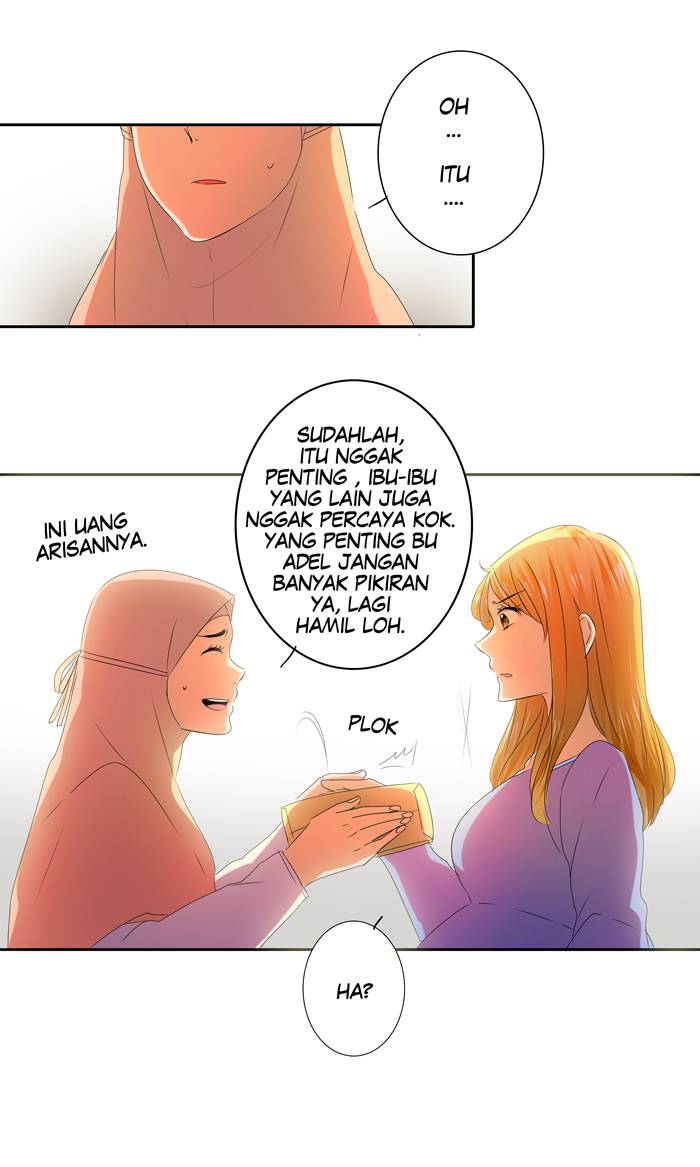 OH
...
ITU
....
SUDAHLAH,
ITU NGGAK
PENTING , IBU-IBU
YANG LAIN JUGA
NGGAK PERCAYA KOK.
YANG PENTING BU
ADEL JANGAN
BANYAK PIKIRAN
YA, LAGI
HAMIL LOH.
INI UANG
ARISANNYA.
PLOK
HA?